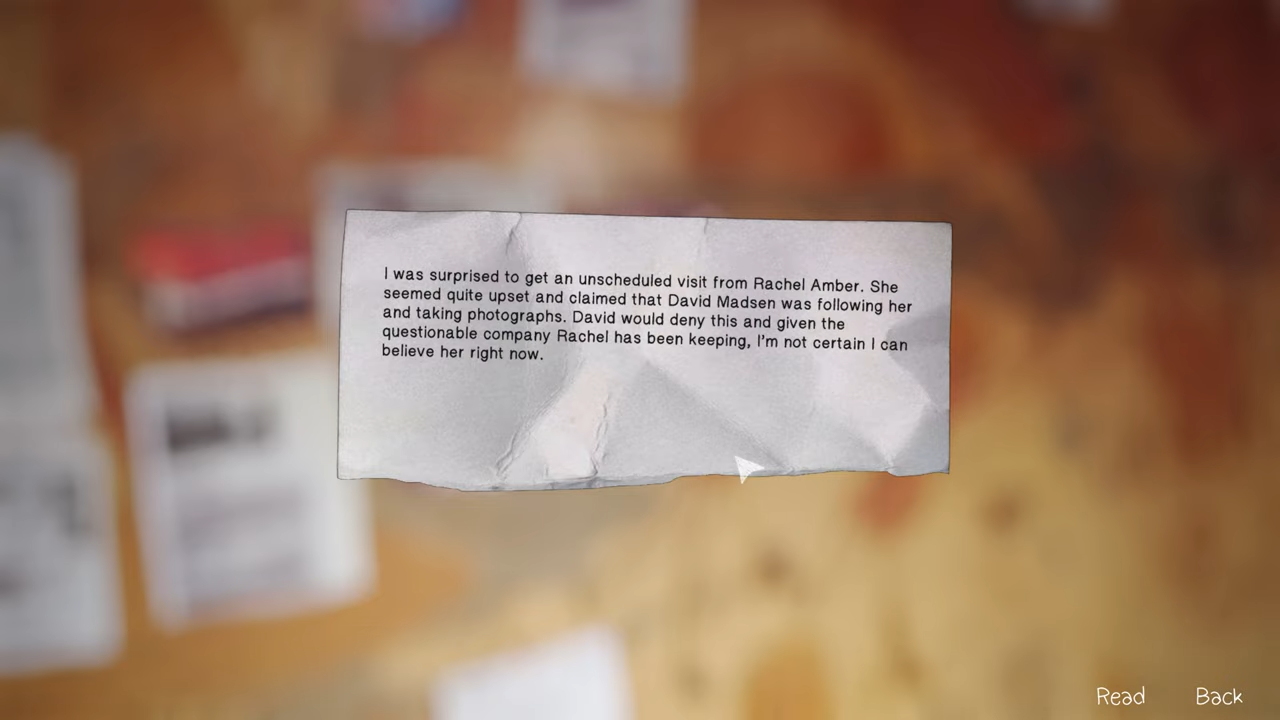 I was surprised to get an unscheduled visit from Rachel Amber. She
seemed quite upset and claimed that David Madsen was following her
and taking photographs. David would deny this and given the
questionable company Rachel has been keeping, I'm not certain I can
believe her right now.
Read
Back